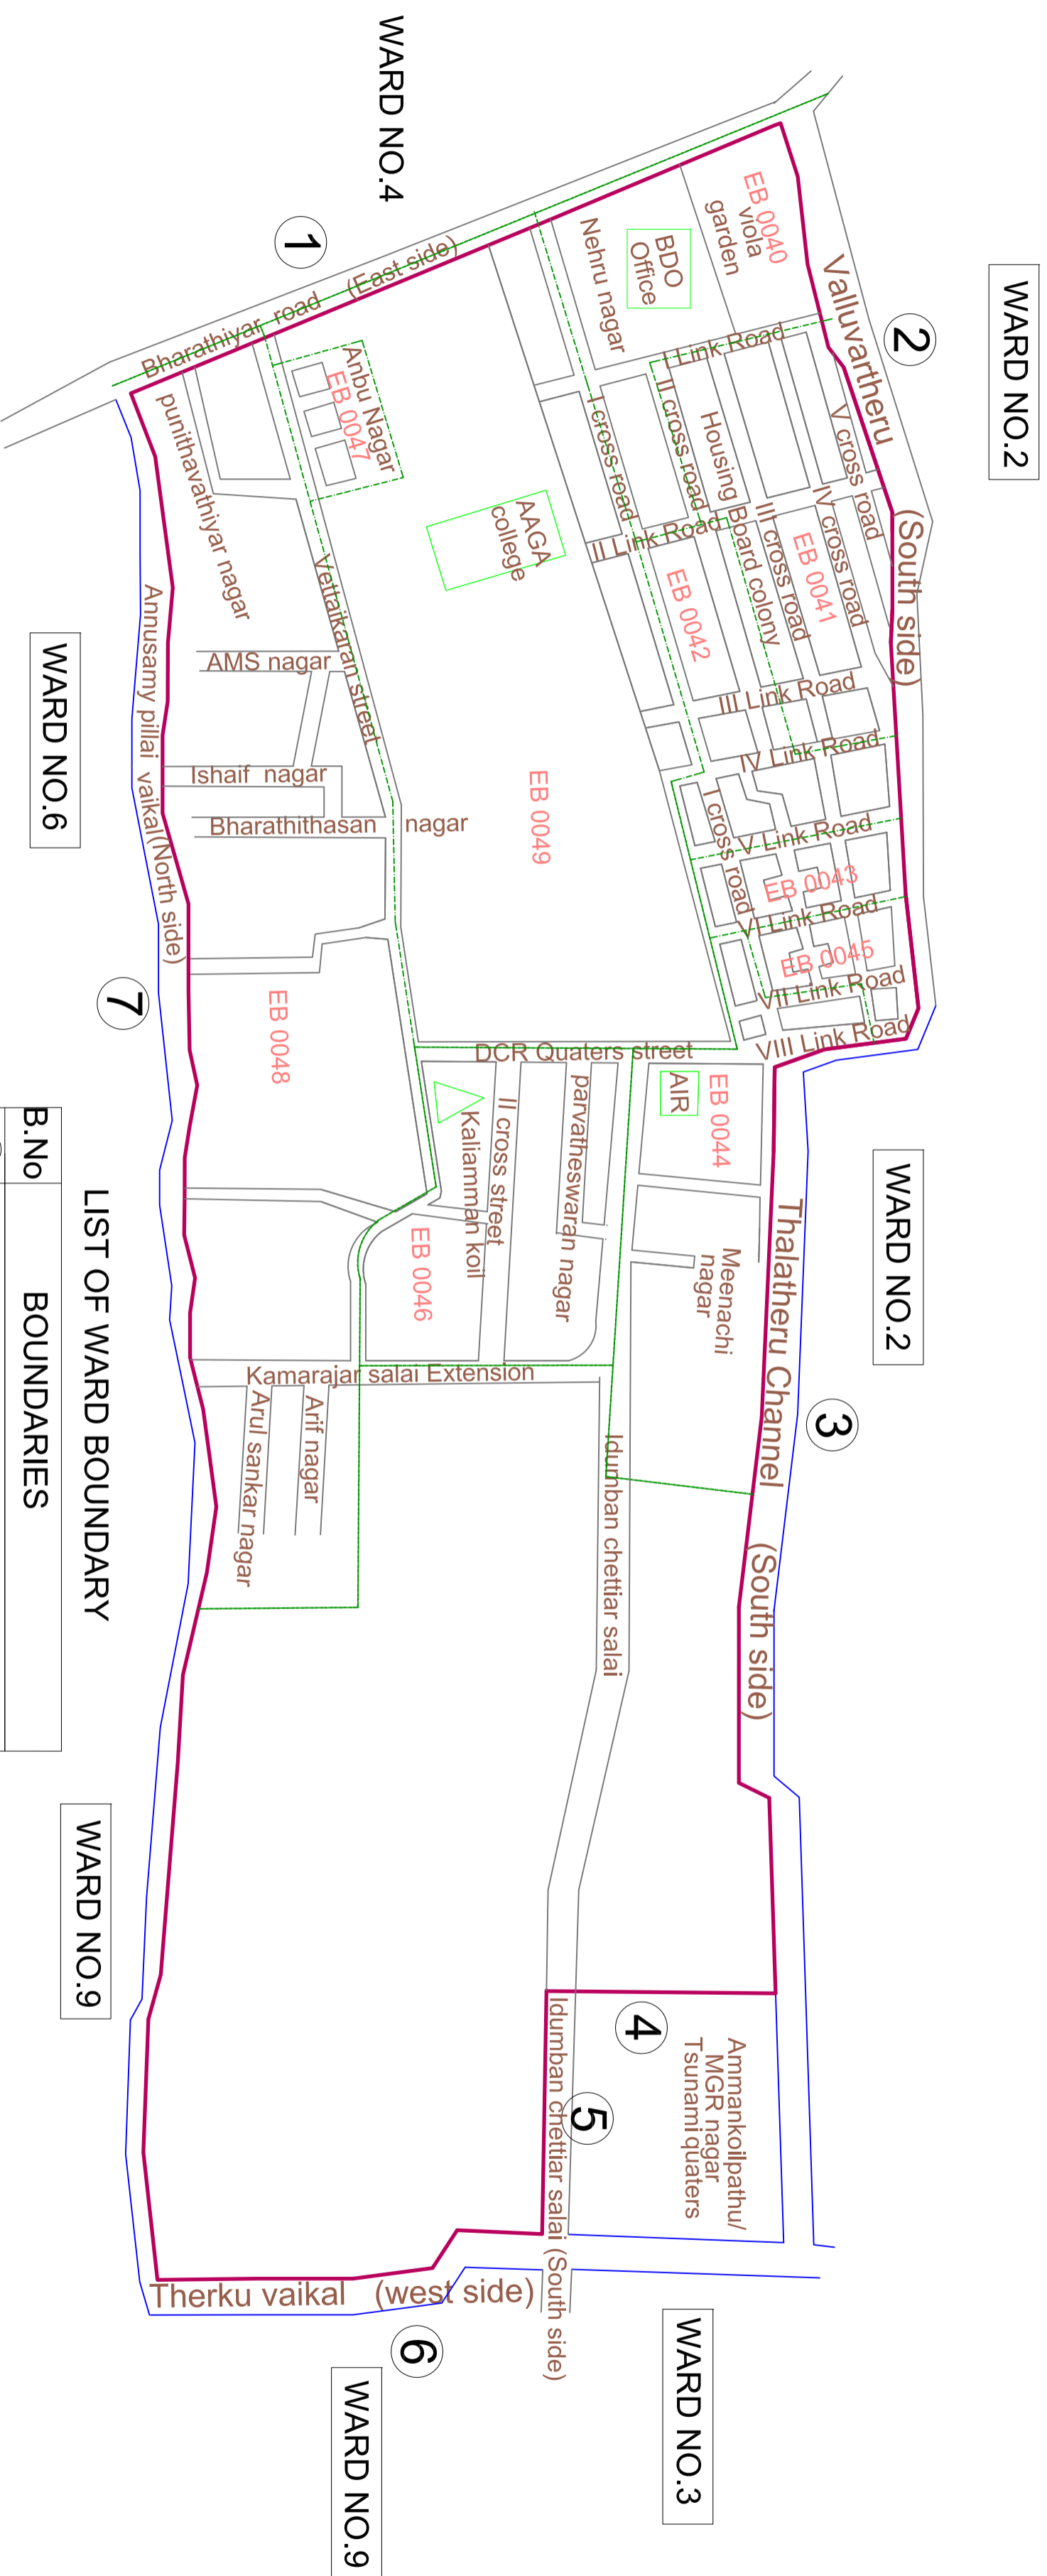 WARD NO.2
WARD NO.4
WARD NO.2
WARD NO.3
WARD NO.6
WARD NO.9
WARD NO.9
1
2
3
4
5
6
7
Valluvartheru
(South side)
Thalatheru Channel
(South side)
EB 0040
viola
garden
BDO
Office
Nehru nagar
I Link Road
II cross road
I cross road
Housing Board colony
V cross road
IV cross road
III cross road
EB 0041
EB 0042
II Link Road
III Link Road
IV Link Road
V Link Road
I cross road
EB 0043
VI Link Road
EB 0045
VII Link Road
VIII Link Road
Bharathiyar road (East side)
Anbu Nagar
EB 0047
AAGA
college
punithavathiyar nagar
Vettaikaran street
AMS nagar
Ishaif nagar
Bharathithasan nagar
EB 0049
EB 0048
Annusamy pillai vaikal(North side)
DCR Quaters street
AIR
EB 0044
Meenachi
nagar
parvatheswaran nagar
II cross street
Kaliamman koil
EB 0046
Kamarajar salai Extension
Arif nagar
Arul sankar nagar
Idumban chettiar salai
Ammankoilpathu/
MGR nagar
Tsunami quaters
Idumban chettiar salai (South side)
Therku vaikal (west side)
LIST OF WARD BOUNDARY
B.No
BOUNDARIES